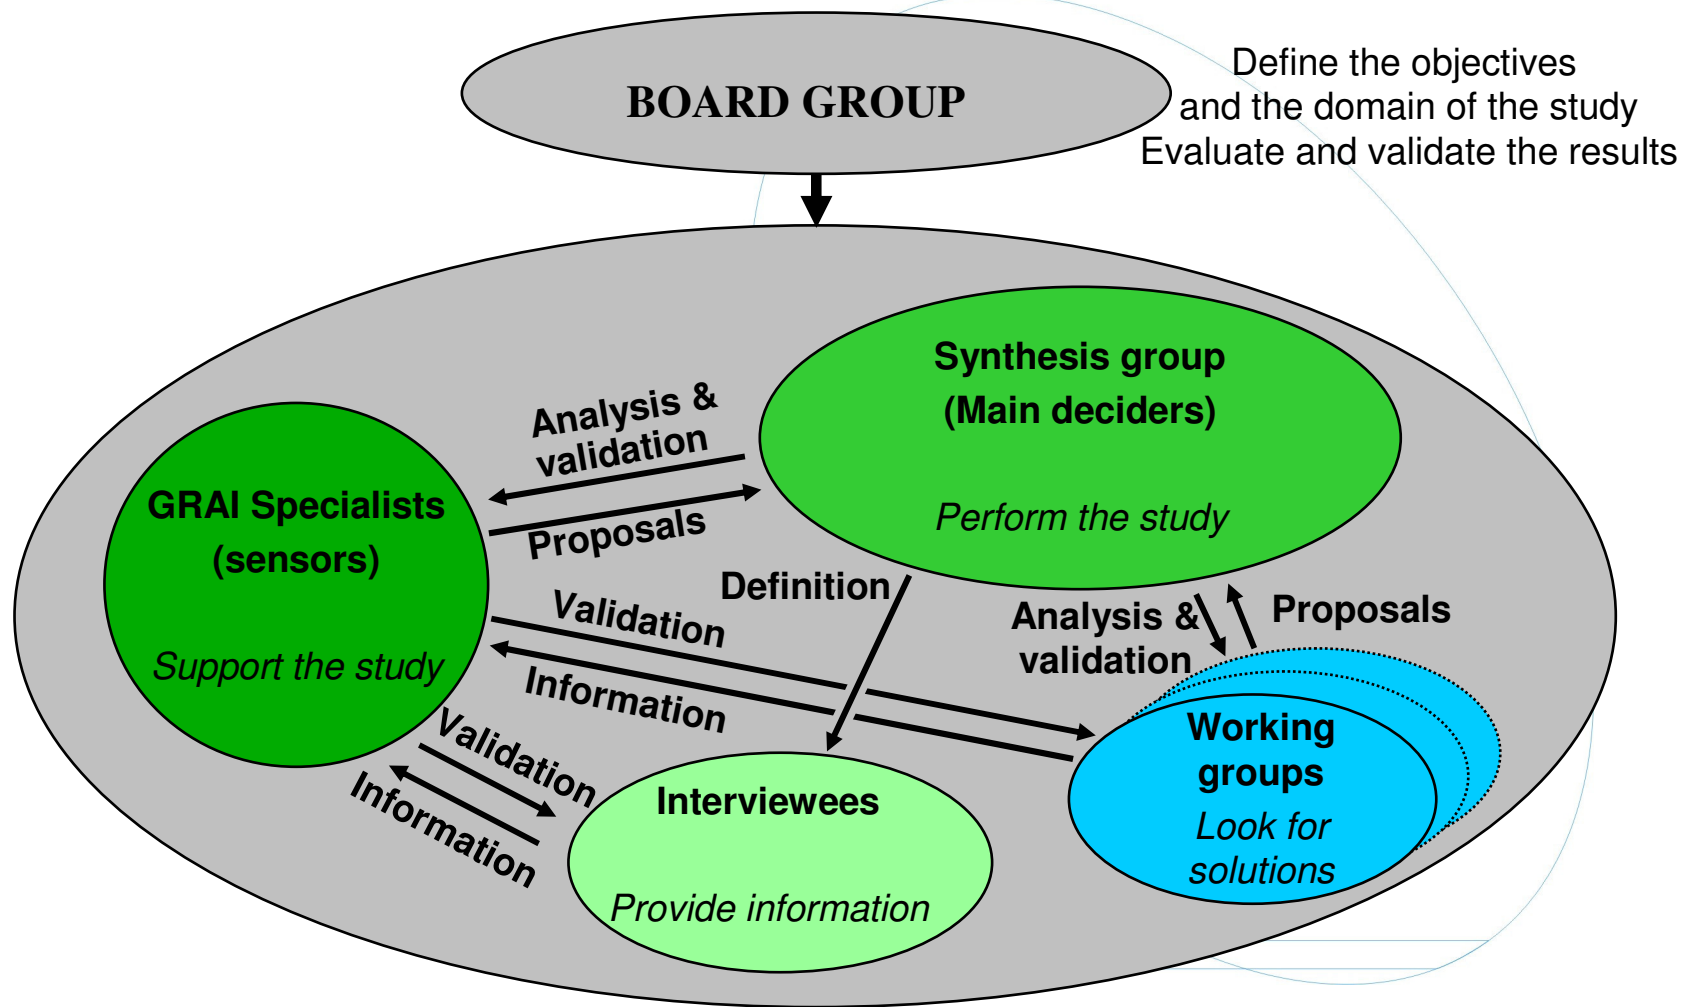 BOARD GROUP
Define the objectives
and the domain of the study
Evaluate and validate the results
Synthesis group
(Main deciders)
Perform the study
Analysis &
validation
Proposals
GRAI Specialists
(sensors)
Support the study
Definition
Analysis &
validation
Proposals
Validation
Information
Validation
Information
Working
groups
Look for
solutions
Interviewees
Provide information